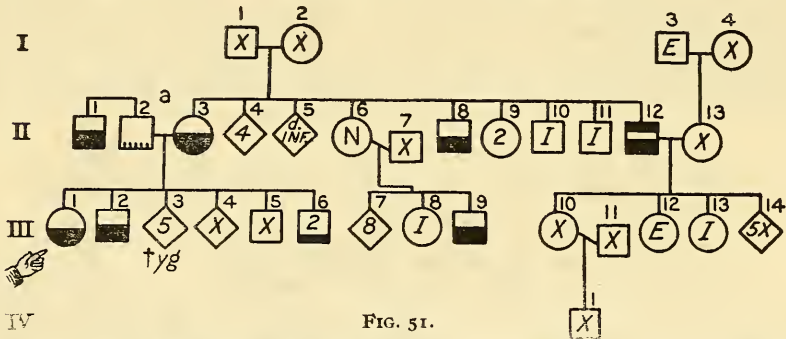 1 2 3 4
I X X E X
a
1 2 3 4 5 6 7 8 9 10 11 12 13
II 4 d. INF N X 2 I I X
1 2 3 4 5 6 7 8 9 10 11 12 13 14
III 5 X X 2 8 I X X E I 5X
†yg
1
IV X
FIG. 51.